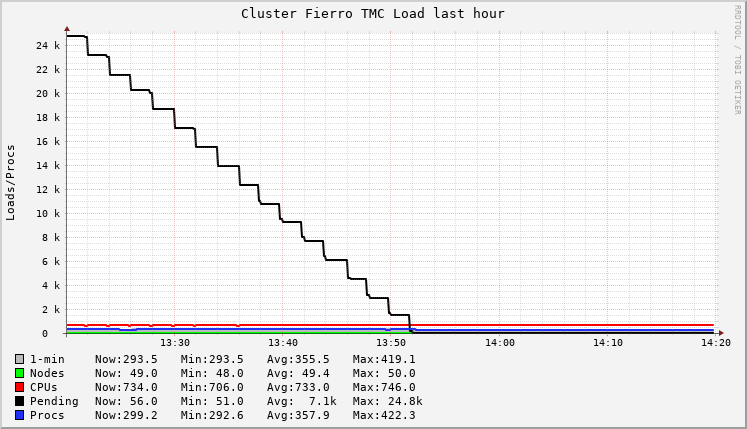 Cluster Fierro TMC Load last hour
RRDTOOL / TOBI OETIKER
Loads/Procs
24 k
22 k
20 k
18 k
16 k
14 k
12 k
10 k
8 k
6 k
4 k
2 k
0
13:30 13:40 13:50 14:00 14:10 14:20
1-min Now:293.5 Min:293.5 Avg:355.5 Max:419.1
Nodes Now: 49.0 Min: 48.0 Avg: 49.4 Max: 50.0
CPUs Now:734.0 Min:706.0 Avg:733.0 Max:746.0
Pending Now: 56.0 Min: 51.0 Avg: 7.1k Max: 24.8k
Procs Now:299.2 Min:292.6 Avg:357.9 Max:422.3